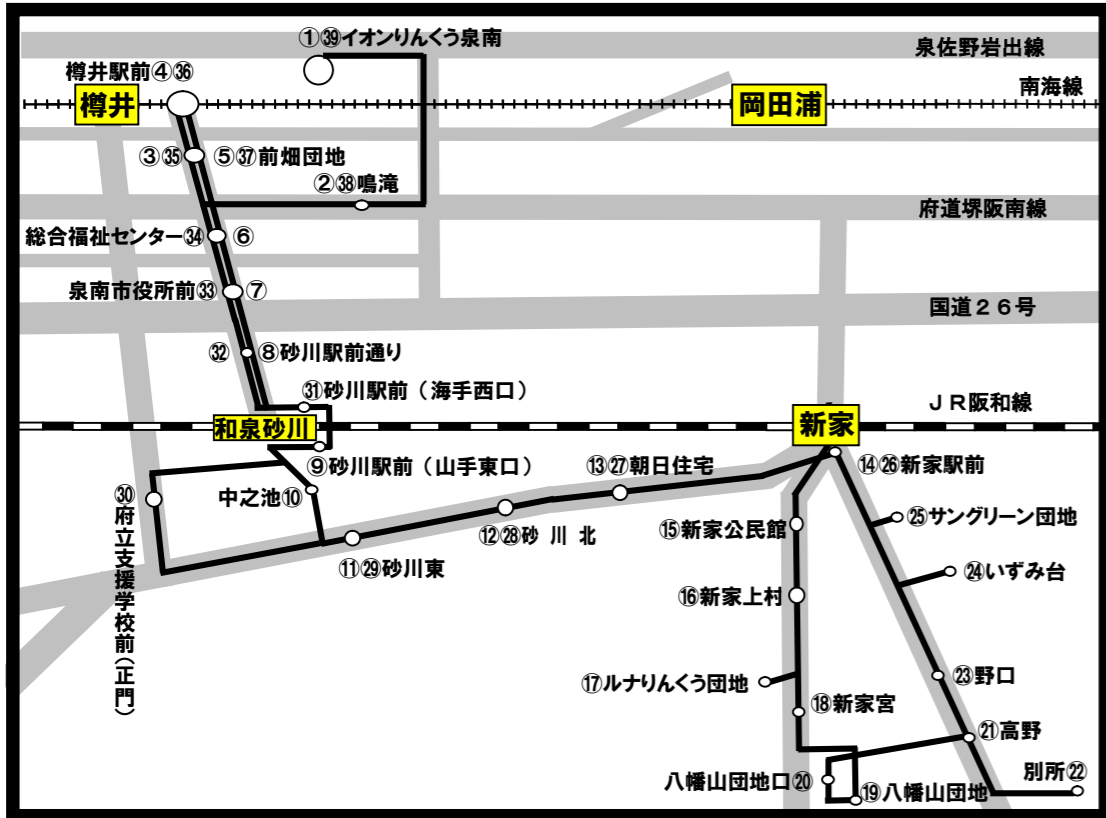 ①㊴イオンりんくう泉南
泉佐野岩出線
樽井駅前④㊱
南海線
樽井
岡田浦
③㉟
⑤㊲前畑団地
②㊳鳴滝
府道堺阪南線
総合福祉センター㉞
⑥
泉南市役所前㉝
⑦
国道２６号
㉜
⑧砂川駅前通り
㉛砂川駅前（海手西口）
ＪＲ阪和線
和泉砂川
新家
⑨砂川駅前（山手東口）
⑬㉗朝日住宅
⑭㉖新家駅前
㉚府立支援学校前(正門)
中之池⑩
⑫㉘砂 川 北
⑮新家公民館
㉕サングリーン団地
⑪㉙砂川東
㉔いずみ台
⑯新家上村
⑰ルナりんくう団地
㉓野口
⑱新家宮
㉑高野
八幡山団地口⑳
別所㉒
⑲八幡山団地